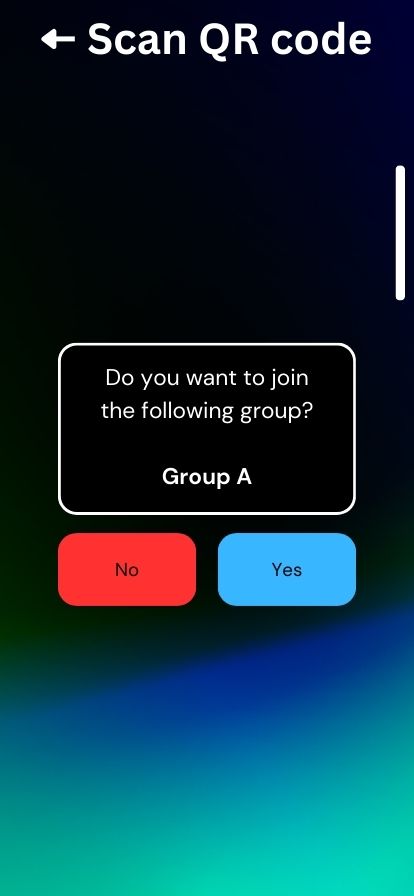 ← Scan QR code
Do you want to join
the following group?
Group A
No
Yes